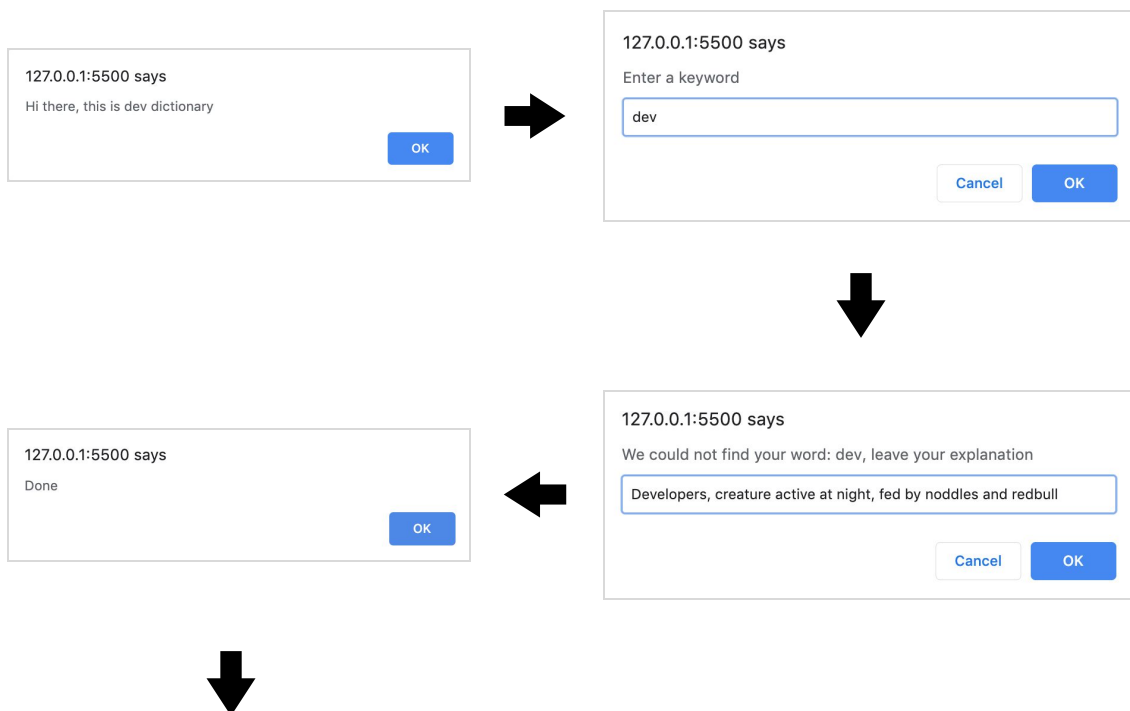 127.0.0.1:5500 says
Hi there, this is dev dictionary
OK
127.0.0.1:5500 says
Enter a keyword
dev
Cancel OK
127.0.0.1:5500 says
We could not find your word: dev, leave your explanation
Developers, creature active at night, fed by noddles and redbull
Cancel OK
127.0.0.1:5500 says
Done
OK